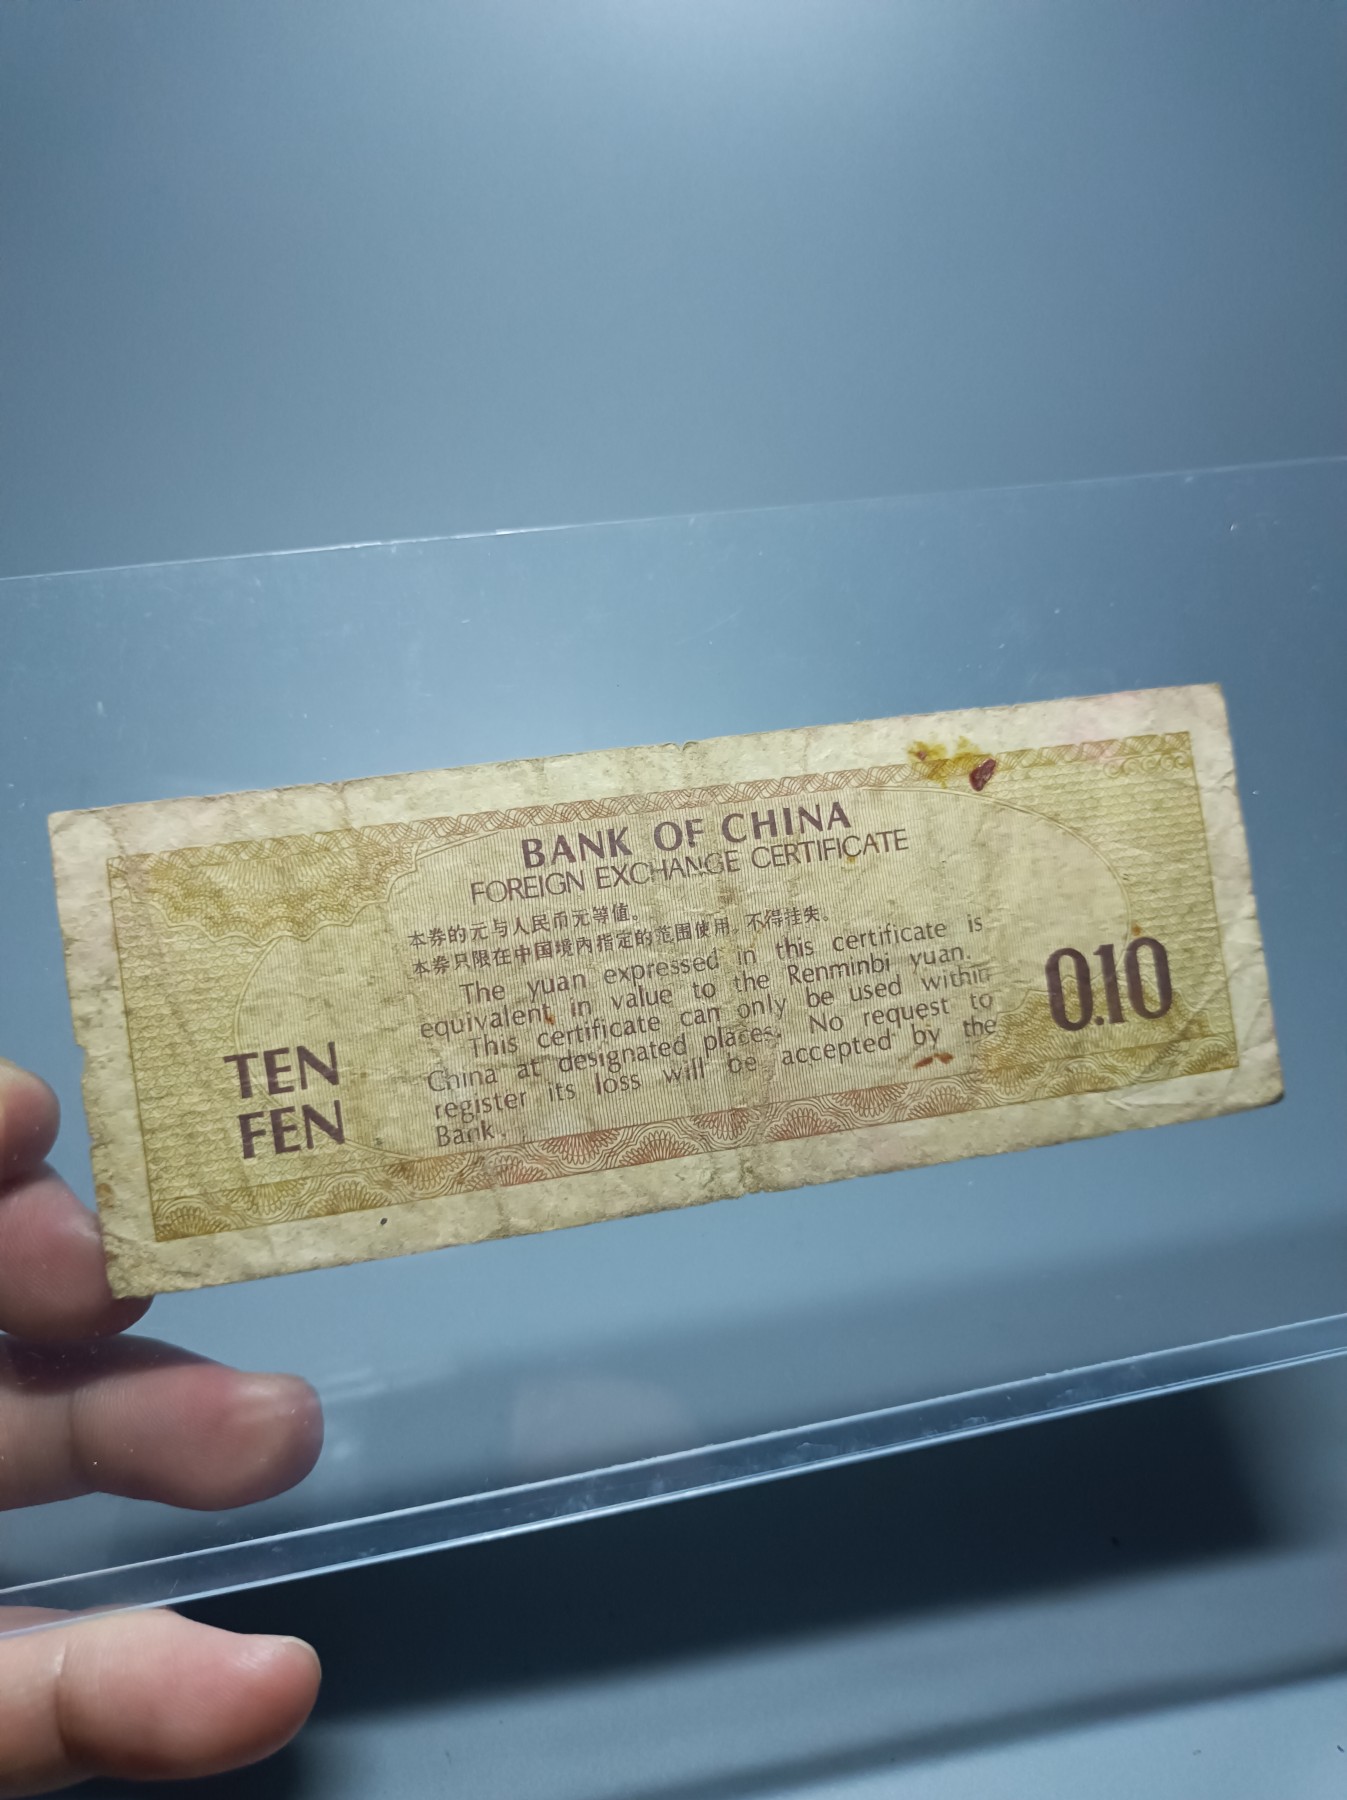 BANK OF CHINA
FOREIGN EXCHANGE CERTIFICATE
本券的元与人民币元等值。
本券只限在中国境内指定的范围使用，不得挂失。
The yuan expressed in this certificate is
equivalent in value to the Renminbi yuan.
This certificate can only be used within
China at designated places. No request to
register its loss will be accepted by the
Bank.
TEN
FEN
0.10